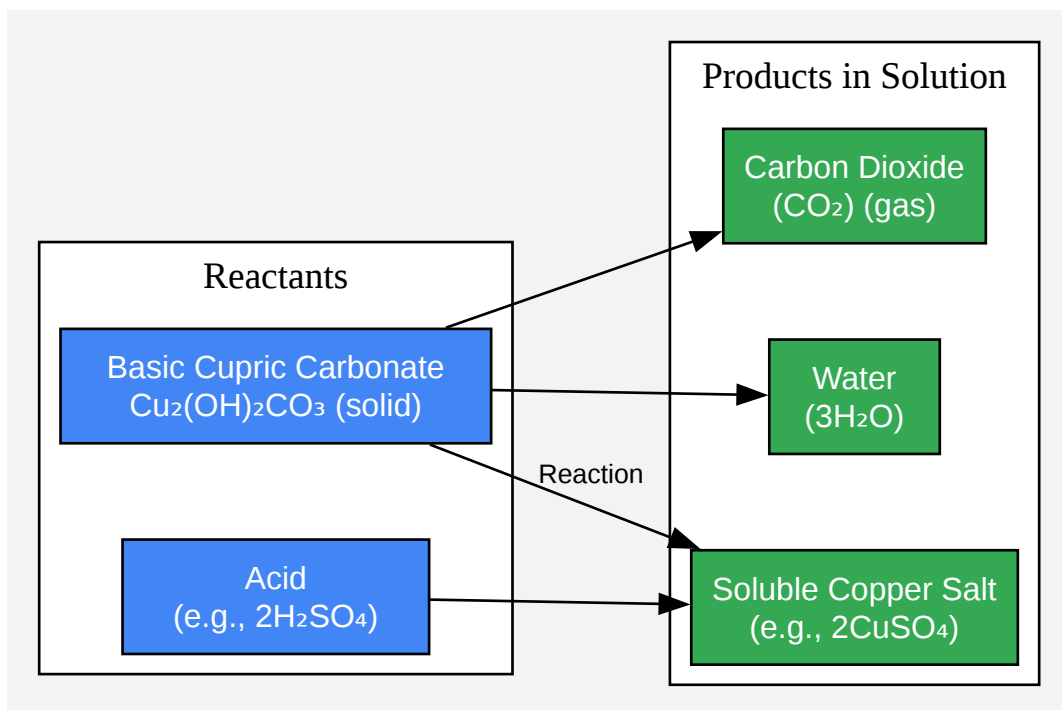 Reactants
Basic Cupric Carbonate
Cu₂(OH)₂CO₃ (solid)
Acid
(e.g., 2H₂SO₄)
Reaction
Products in Solution
Carbon Dioxide
(CO₂) (gas)
Water
(3H₂O)
Soluble Copper Salt
(e.g., 2CuSO₄)